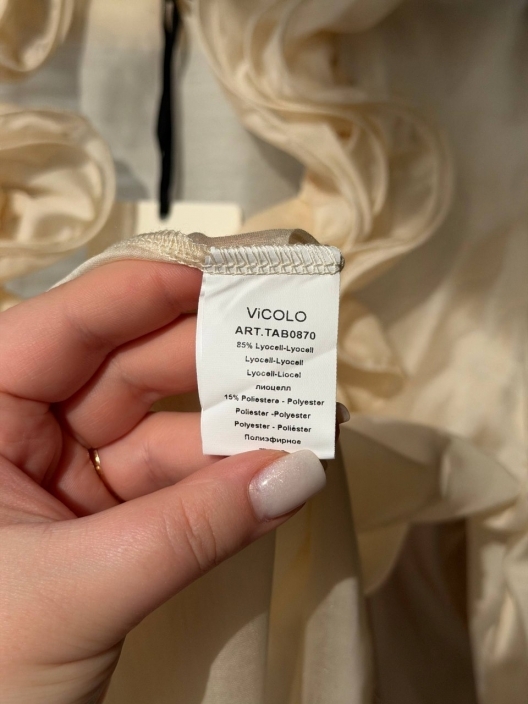 ViCOLO
ART.TAB0870
85% Lyocell-Lyocell
Lyocell-Lyocell
Lyocell-Liocel
лиоцелл
15% Poliestere - Polyester
Poliester -Polyester
Polyester - Poliéster
Полиэфирное